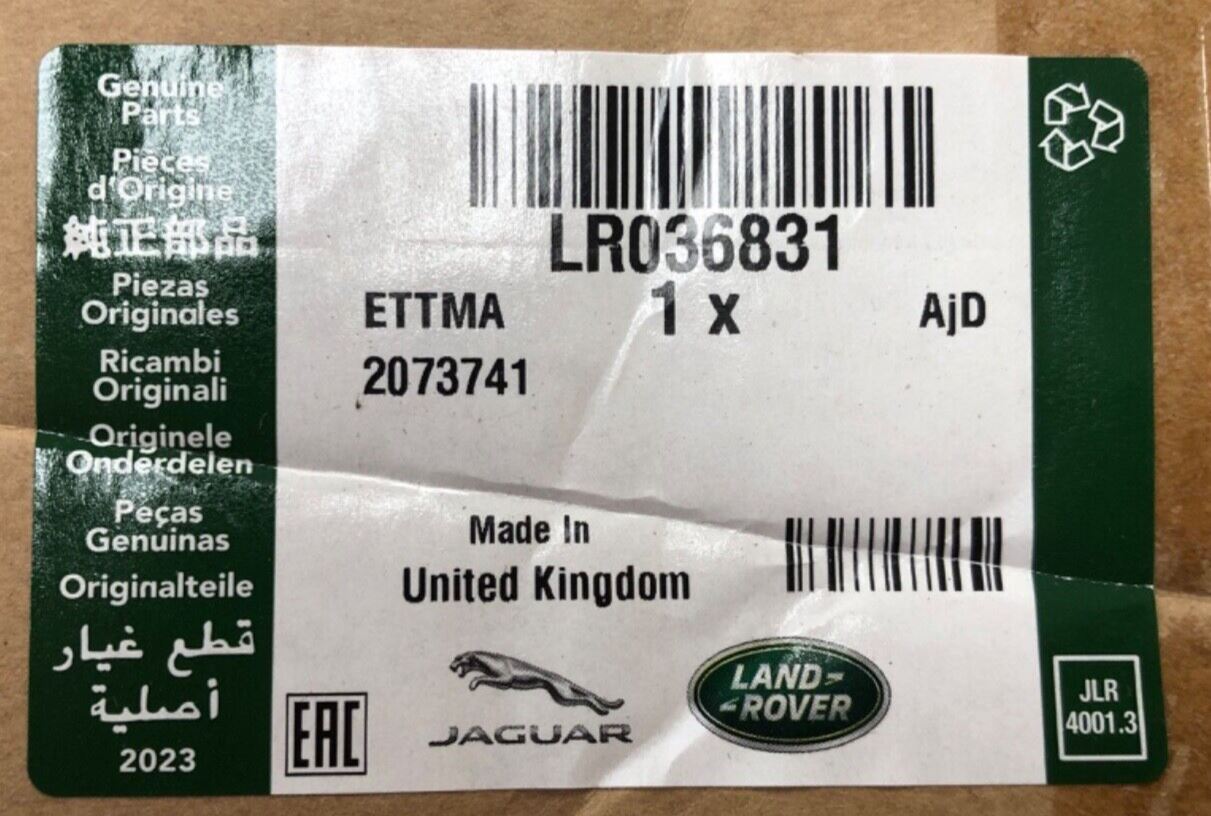 Genuine
Parts
Pièces
d'Origine
純正部品
Piezas
Originales
Ricambi
Originali
Originele
Onderdelen
Peças
Genuinas
Originalteile
قطع غيار
أصلية
2023
LR036831
ETTMA 1 x AjD
2073741
Made In
United Kingdom
EAC
JAGUAR
LAND-
-ROVER
JLR
4001.3